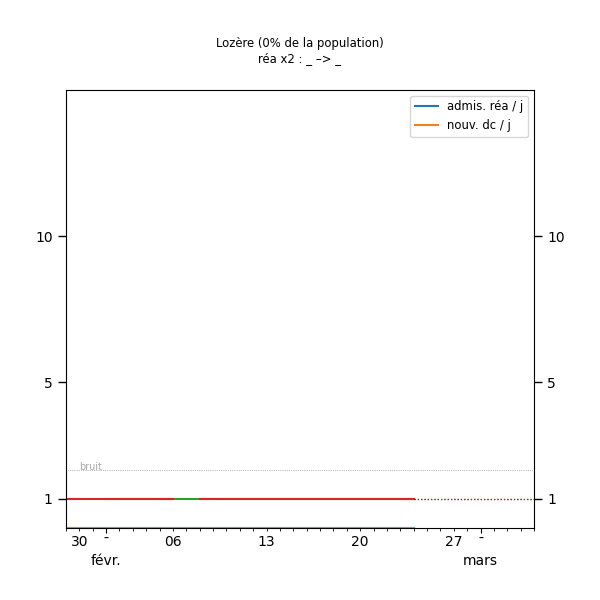 Lozère (0% de la population)
réa x2 : _ –> _
admis. réa / j
nouv. dc / j
10 10
5 5
bruit
1 1
30 - 06 13 20 27 -
févr. mars